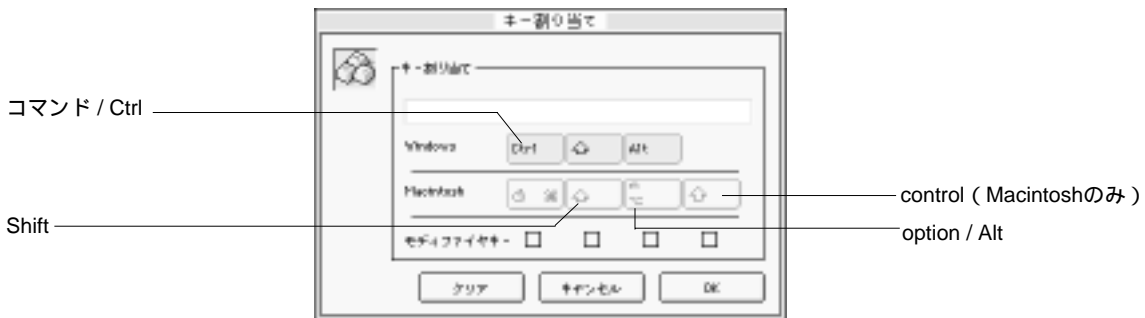 キー割り当て
キー割り当て
コマンド / Ctrl
Windows
Ctrl
Alt
Macintosh
control ( Macintoshのみ )
Shift
option / Alt
モディファイヤキー
クリア
キャンセル
OK